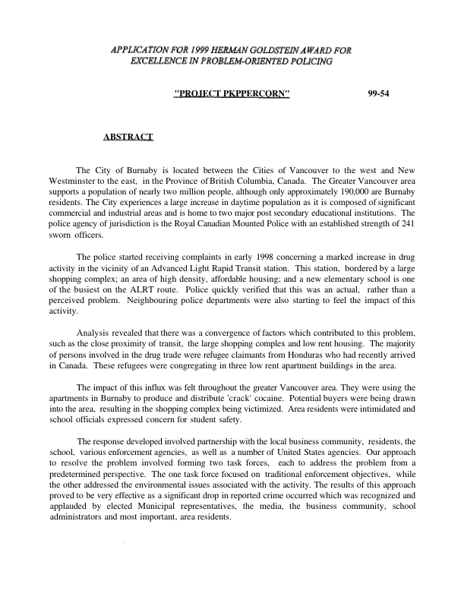 APPLICATION FOR 1999 HERMAN GOLDSTEIN AWARD FOR
EXCELLENCE IN PROBLEM-ORIENTED POLICING
"PROJECT PKPPERCORN" 99-54
ABSTRACT
The City of Burnaby is located between the Cities of Vancouver to the west and New
Westminster to the east, in the Province of British Columbia, Canada. The Greater Vancouver area
supports a population of nearly two million people, although only approximately 190,000 are Burnaby
residents. The City experiences a large increase in daytime population as it is composed of significant
commercial and industrial areas and is home to two major post secondary educational institutions. The
police agency of jurisdiction is the Royal Canadian Mounted Police with an established strength of 241
sworn officers.
The police started receiving complaints in early 1998 concerning a marked increase in drug
activity in the vicinity of an Advanced Light Rapid Transit station. This station, bordered by a large
shopping complex; an area of high density, affordable housing; and a new elementary school is one
of the busiest on the ALRT route. Police quickly verified that this was an actual, rather than a
perceived problem. Neighbouring police departments were also starting to feel the impact of this
activity.
Analysis revealed that there was a convergence of factors which contributed to this problem,
such as the close proximity of transit, the large shopping complex and low rent housing. The majority
of persons involved in the drug trade were refugee claimants from Honduras who had recently arrived
in Canada. These refugees were congregating in three low rent apartment buildings in the area.
The impact of this influx was felt throughout the greater Vancouver area. They were using the
apartments in Burnaby to produce and distribute 'crack' cocaine. Potential buyers were being drawn
into the area, resulting in the shopping complex being victimized. Area residents were intimidated and
school officials expressed concern for student safety.
The response developed involved partnership with the local business community, residents, the
school, various enforcement agencies, as well as a number of United States agencies. Our approach
to resolve the problem involved forming two task forces, each to address the problem from a
predetermined perspective. The one task force focused on traditional enforcement objectives, while
the other addressed the environmental issues associated with the activity. The results of this approach
proved to be very effective as a significant drop in reported crime occurred which was recognized and
applauded by elected Municipal representatives, the media, the business community, school
administrators and most important, area residents.